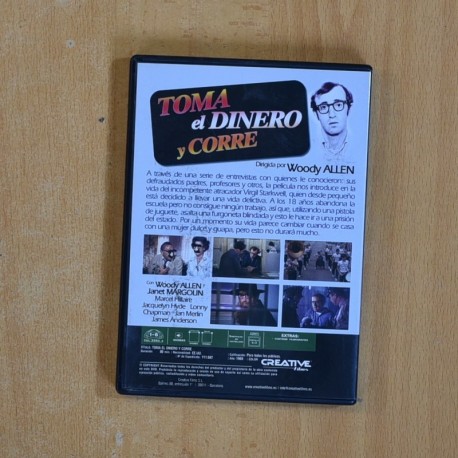 TOMA
el DINERO
y CORRE
Dirigida por Woody ALLEN
A través de una serie de entrevistas con quienes le conocieron: sus
defraudados padres, profesores y otros, la película nos introduce en la
vida del incompetente atracador Virgil Starkwell, quien desde pequeño
está decidido a llevar una vida delictiva. A los 18 años abandona la
escuela pero no consigue ningún trabajo, así que, utilizando una pistola
de juguete, asalta una furgoneta blindada y esto le hace ir a una prisión
del estado. Por un momento su vida parece cambiar cuando se casa
con una mujer dulce y guapa, pero esto no durará mucho.
Con Woody ALLEN
Janet MARGOLIN
Marcel Hillaire
Jacquelyn Hyde Lonny
Chapman - Jan Merlin
James Anderson
EXTRAS:
TOMA EL DINERO Y CORRE
CREATIVE
films